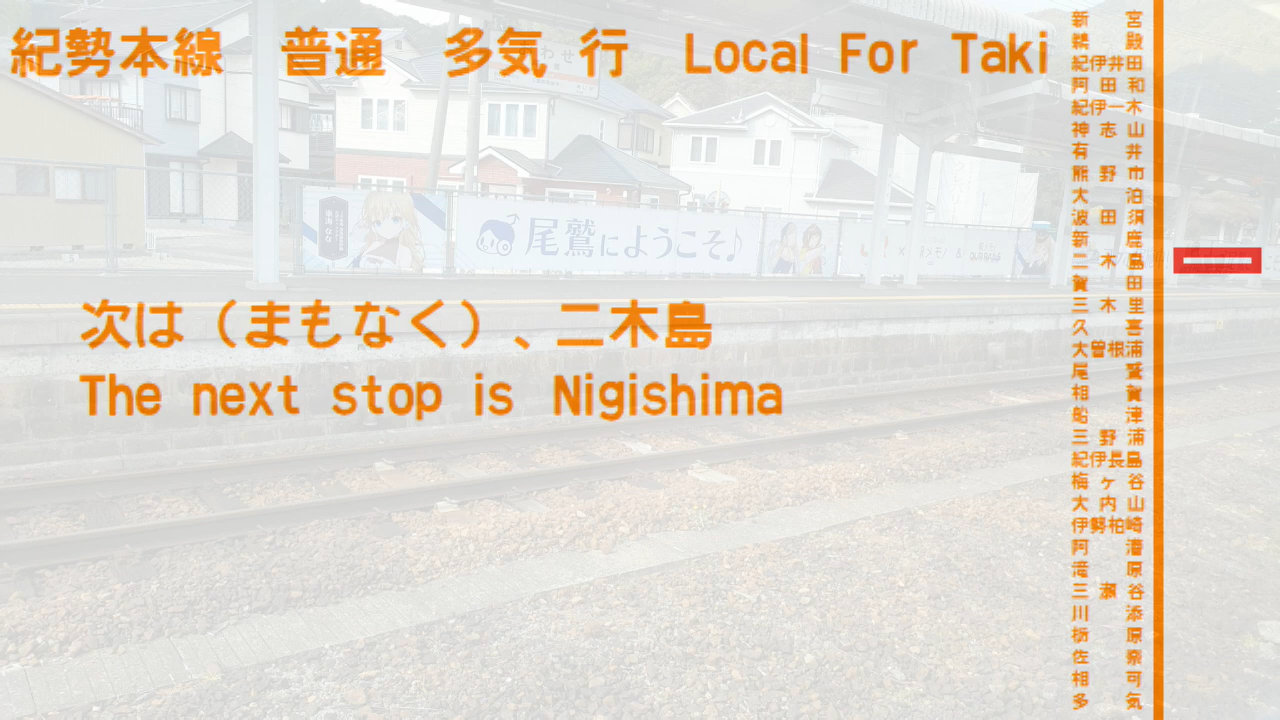 紀勢本線　普通　多気 行　Local For Taki
次は（まもなく）、二木島
The next stop is Nigishima
尾鷲にようこそ♪
新宮
鵜殿
紀伊井田
阿田和
紀伊一木
神志山
有井
熊野市
大泊
波田須
新鹿
二木島
賀田
三木里
九鬼
大曽根浦
尾鷲
相賀
船津
三野瀬
紀伊長島
梅ヶ谷
大内山
伊勢柏崎
阿曽
滝原
三瀬谷
川添
栃原
佐奈
相可
多気